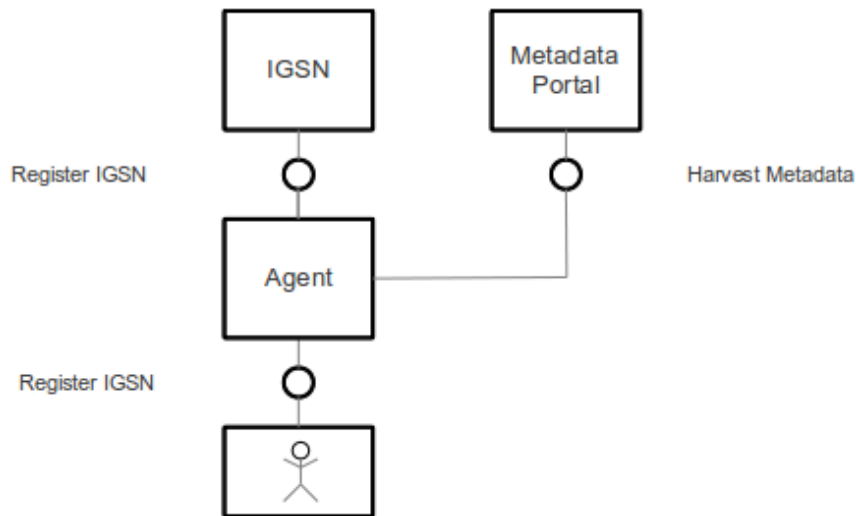 IGSN
Metadata
Portal
Register IGSN
Harvest Metadata
Agent
Register IGSN